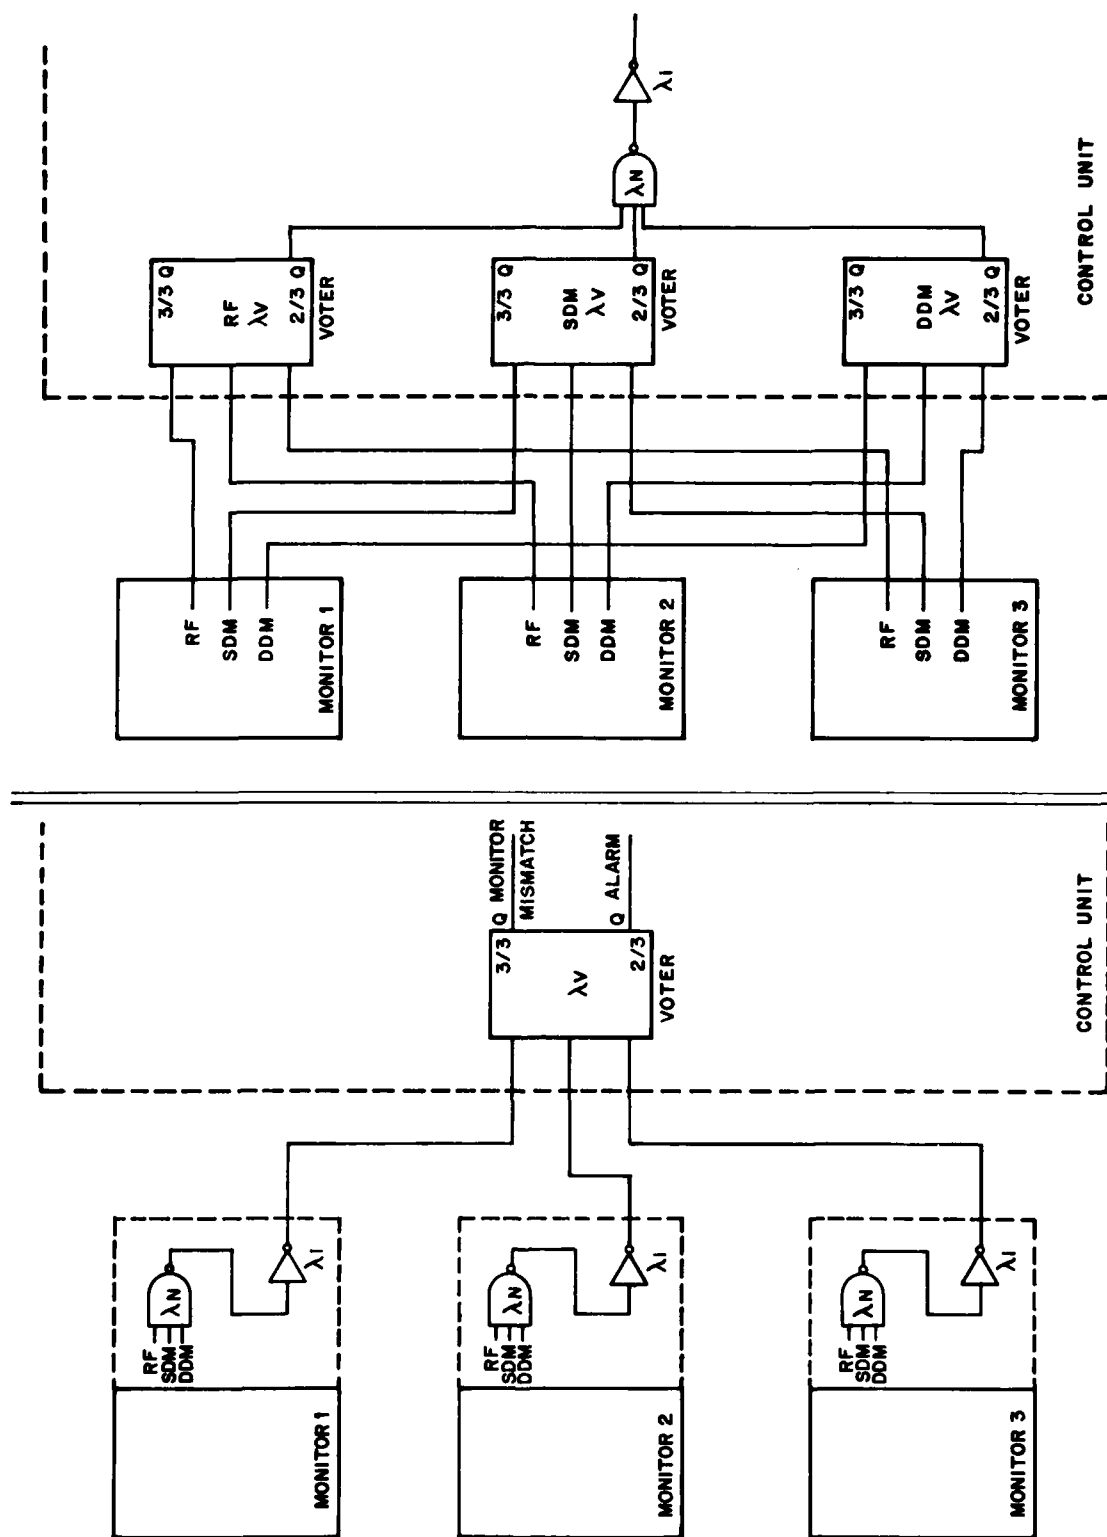 RF
SDM
DDM
MONITOR 1
RF
SDM
DDM
MONITOR 2
RF
SDM
DDM
MONITOR 3
3/3 Q
RF
λV
2/3 Q
VOTER
3/3 Q
SDM
λV
2/3 Q
VOTER
3/3 Q
DDM
λV
2/3 Q
VOTER
λN
λI
CONTROL UNIT
RF
SDM
DDM
λN
λI
MONITOR 1
RF
SDM
DDM
λN
λI
MONITOR 2
RF
SDM
DDM
λN
λI
MONITOR 3
3/3
Q MONITOR
MISMATCH
λV
2/3
Q ALARM
VOTER
CONTROL UNIT